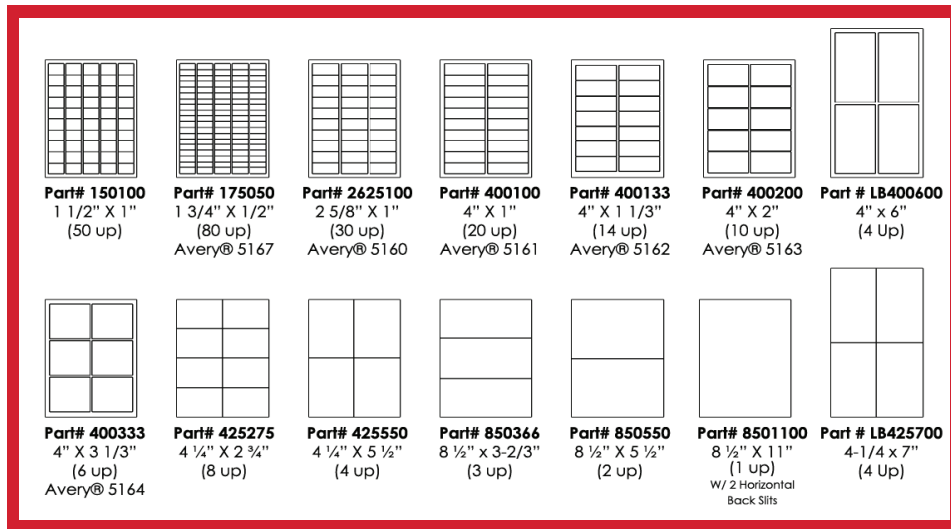 Part# 150100
1 1/2” X 1”
(50 up)
Part# 175050
1 3/4” X 1/2”
(80 up)
Avery® 5167
Part# 2625100
2 5/8” X 1”
(30 up)
Avery® 5160
Part# 400100
4” X 1”
(20 up)
Avery® 5161
Part# 400133
4” X 1 1/3”
(14 up)
Avery® 5162
Part# 400200
4” X 2”
(10 up)
Avery® 5163
Part # LB400600
4” x 6”
(4 Up)
Part# 400333
4” X 3 1/3”
(6 up)
Avery® 5164
Part# 425275
4 ¼” X 2 ¾”
(8 up)
Part# 425550
4 ¼” X 5 ½”
(4 up)
Part# 850366
8 ½” x 3-2/3”
(3 up)
Part# 850550
8 ½” X 5 ½”
(2 up)
Part# 8501100
8 ½” X 11”
(1 up)
W/ 2 Horizontal
Back Slits
Part # LB425700
4-1/4 x 7”
(4 Up)